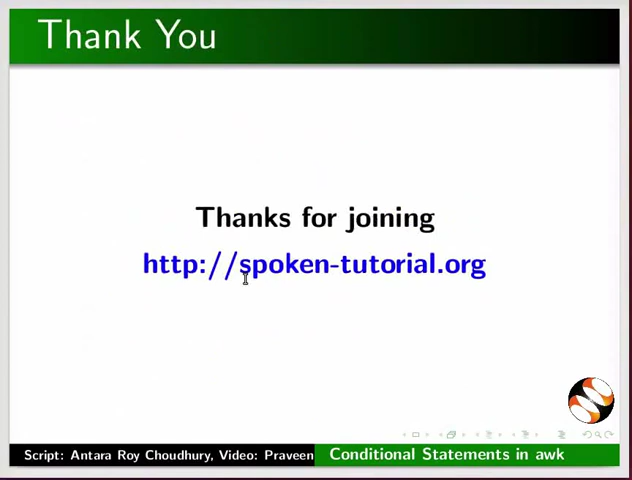 Thank You
Thanks for joining
http://spoken-tutorial.org
Script: Antara Roy Choudhury, Video: Praveen
Conditional Statements in awk